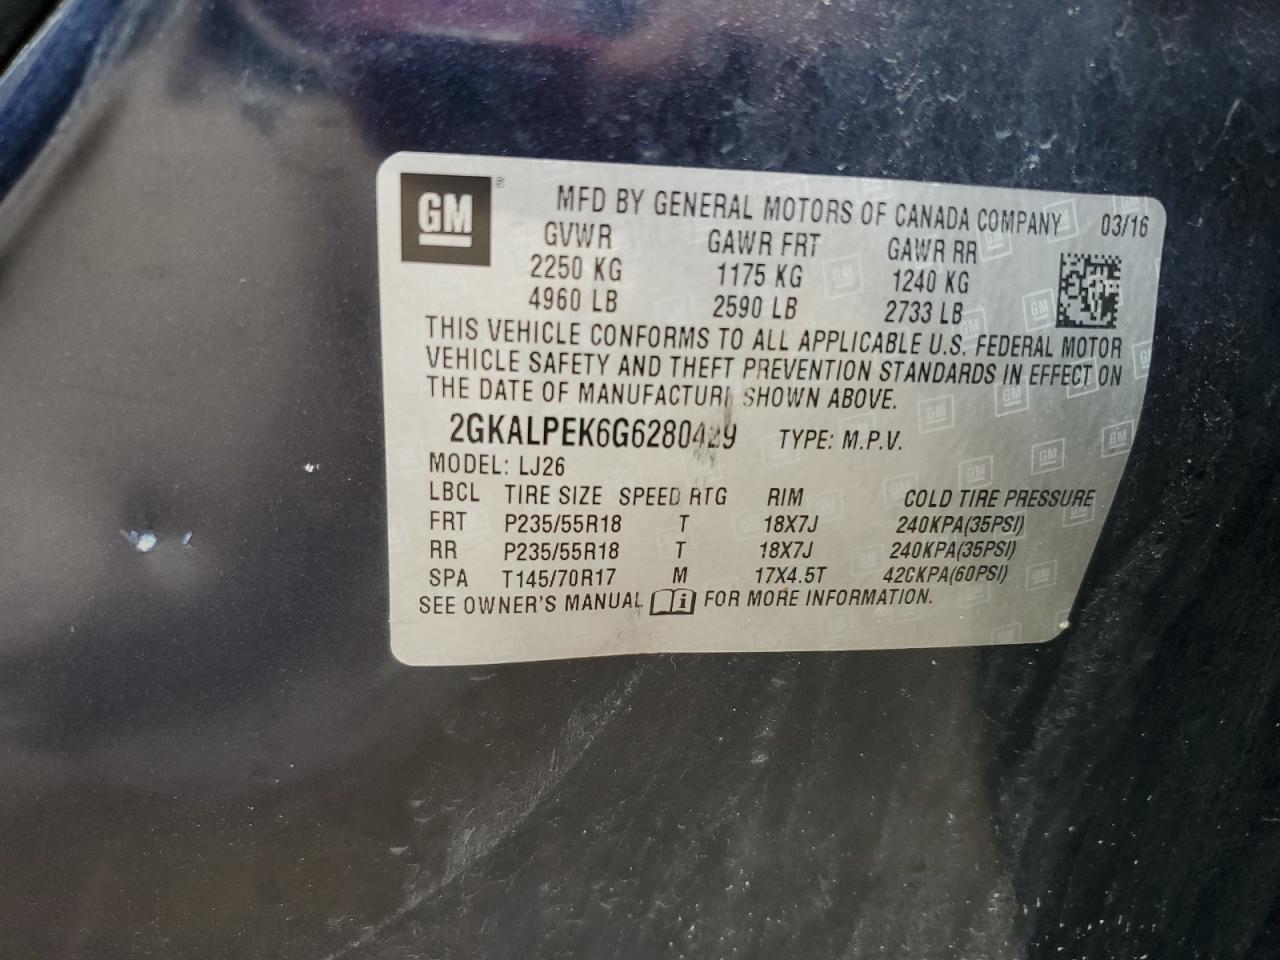 GM ®
MFD BY GENERAL MOTORS OF CANADA COMPANY 03/16
GVWR GAWR FRT GAWR RR
2250 KG 1175 KG 1240 KG
4960 LB 2590 LB 2733 LB
THIS VEHICLE CONFORMS TO ALL APPLICABLE U.S. FEDERAL MOTOR
VEHICLE SAFETY AND THEFT PREVENTION STANDARDS IN EFFECT ON
THE DATE OF MANUFACTURE SHOWN ABOVE.
2GKALPEK6G6280429 TYPE: M.P.V.
MODEL: LJ26
LBCL TIRE SIZE SPEED RTG RIM COLD TIRE PRESSURE
FRT P235/55R18 T 18X7J 240KPA(35PSI)
RR P235/55R18 T 18X7J 240KPA(35PSI)
SPA T145/70R17 M 17X4.5T 420KPA(60PSI)
SEE OWNER'S MANUAL FOR MORE INFORMATION.